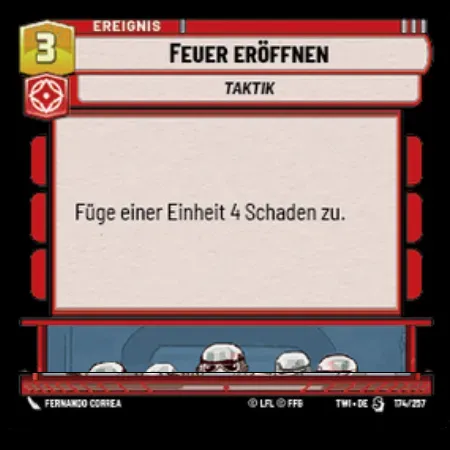 EREIGNIS
3
FEUER ERÖFFNEN
TAKTIK
Füge einer Einheit 4 Schaden zu.
FERNANDO CORREA
© LFL Ⓟ FFG
TWI • DE
174/257